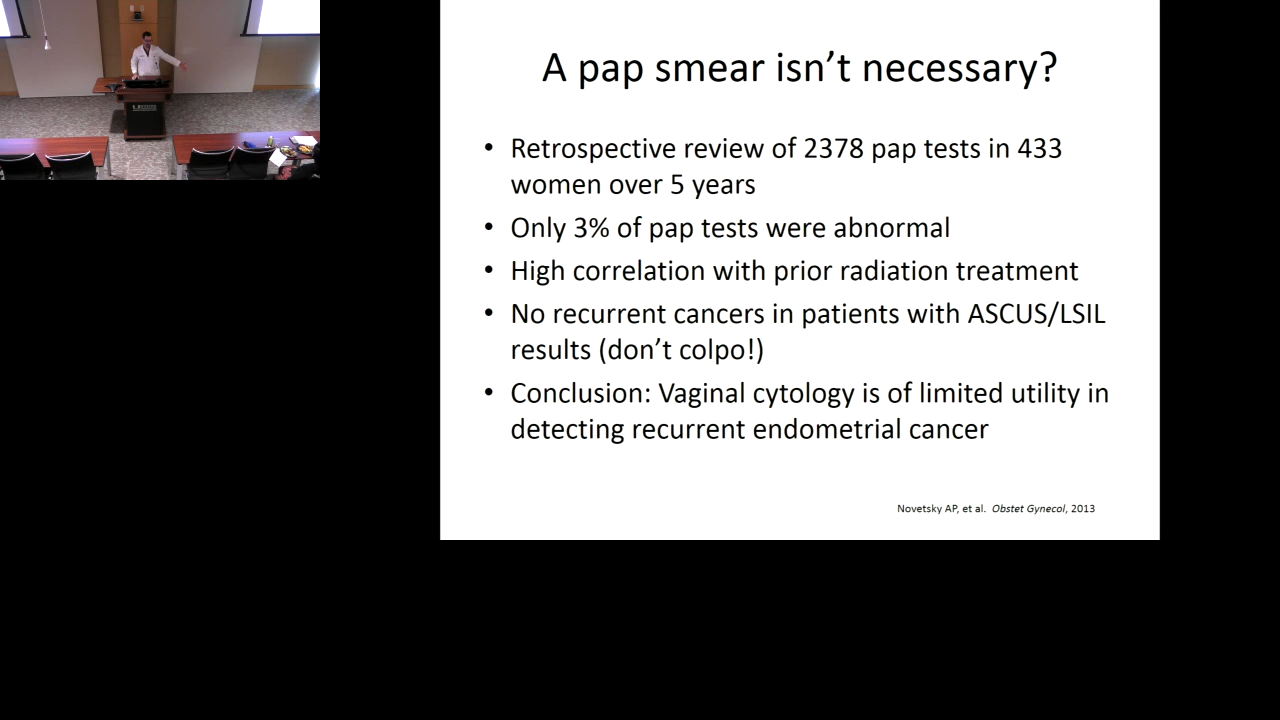 A pap smear isn't necessary?
• Retrospective review of 2378 pap tests in 433
women over 5 years
• Only 3% of pap tests were abnormal
• High correlation with prior radiation treatment
• No recurrent cancers in patients with ASCUS/LSIL
results (don't colpo!)
• Conclusion: Vaginal cytology is of limited utility in
detecting recurrent endometrial cancer
Novetsky AP, et al. Obstet Gynecol, 2013